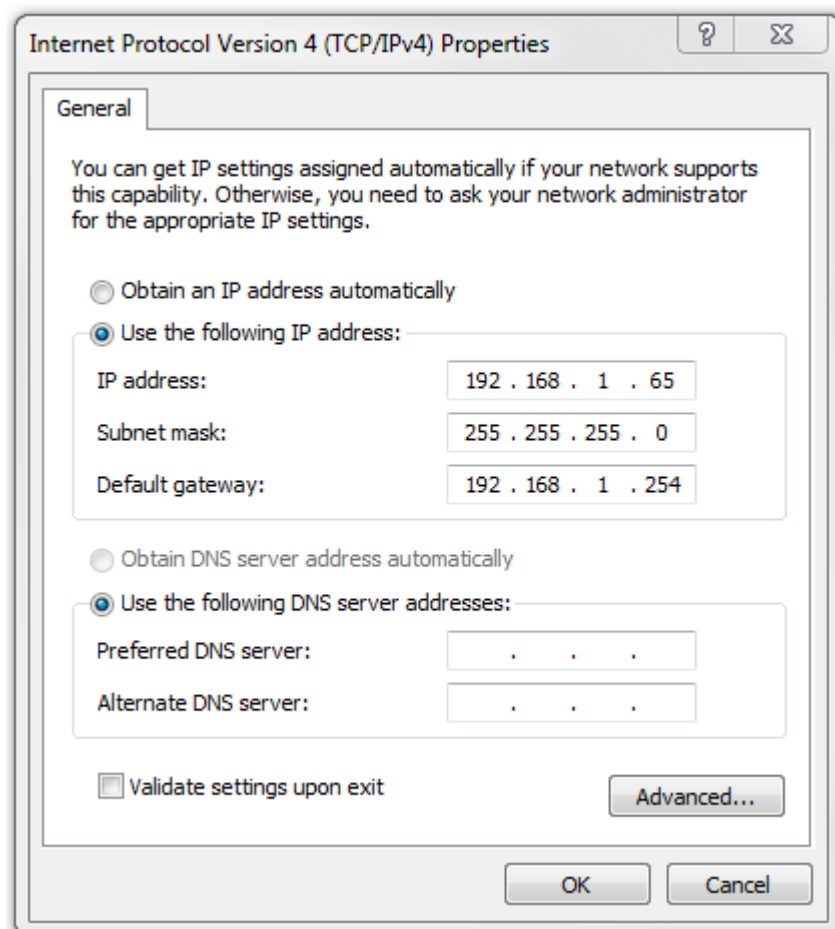 Internet Protocol Version 4 (TCP/IPv4) Properties
General
You can get IP settings assigned automatically if your network supports
this capability. Otherwise, you need to ask your network administrator
for the appropriate IP settings.
Obtain an IP address automatically
Use the following IP address:
IP address: 192 . 168 . 1 . 65
Subnet mask: 255 . 255 . 255 . 0
Default gateway: 192 . 168 . 1 . 254
Obtain DNS server address automatically
Use the following DNS server addresses:
Preferred DNS server: . . .
Alternate DNS server: . . .
Validate settings upon exit
Advanced...
OK Cancel